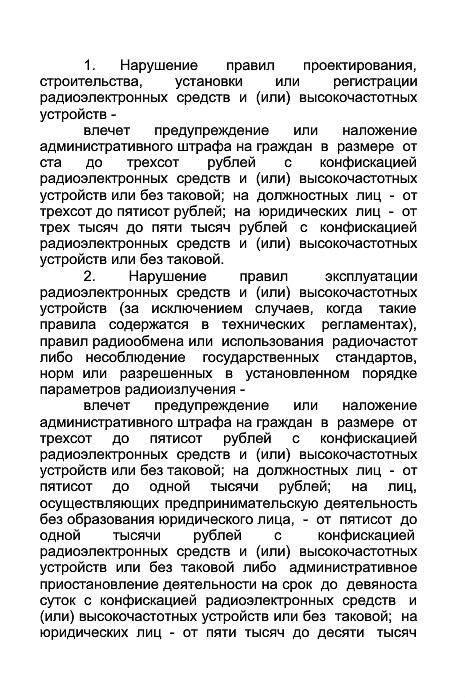 1. Нарушение правил проектирования,
строительства, установки или регистрации
радиоэлектронных средств и (или) высокочастотных
устройств -
влечет предупреждение или наложение
административного штрафа на граждан в размере от
ста до трехсот рублей с конфискацией
радиоэлектронных средств и (или) высокочастотных
устройств или без таковой; на должностных лиц - от
трехсот до пятисот рублей; на юридических лиц - от
трех тысяч до пяти тысяч рублей с конфискацией
радиоэлектронных средств и (или) высокочастотных
устройств или без таковой.
2. Нарушение правил эксплуатации
радиоэлектронных средств и (или) высокочастотных
устройств (за исключением случаев, когда такие
правила содержатся в технических регламентах),
правил радиообмена или использования радиочастот
либо несоблюдение государственных стандартов,
норм или разрешенных в установленном порядке
параметров радиоизлучения -
влечет предупреждение или наложение
административного штрафа на граждан в размере от
трехсот до пятисот рублей с конфискацией
радиоэлектронных средств и (или) высокочастотных
устройств или без таковой; на должностных лиц - от
пятисот до одной тысячи рублей; на лиц,
осуществляющих предпринимательскую деятельность
без образования юридического лица, - от пятисот до
одной тысячи рублей с конфискацией
радиоэлектронных средств и (или) высокочастотных
устройств или без таковой либо административное
приостановление деятельности на срок до девяноста
суток с конфискацией радиоэлектронных средств и
(или) высокочастотных устройств или без таковой; на
юридических лиц - от пяти тысяч до десяти тысяч